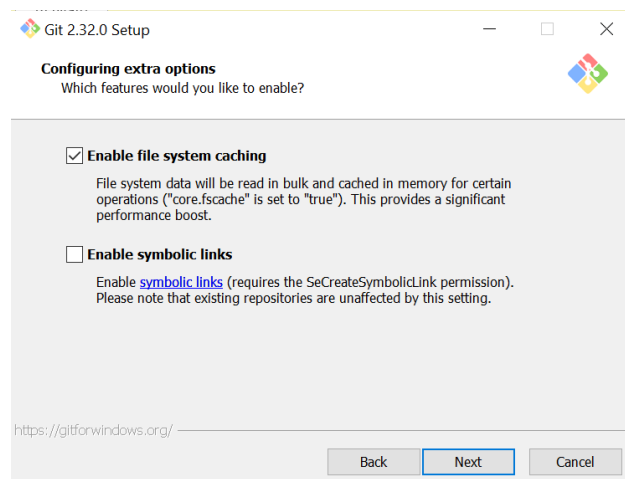 Git 2.32.0 Setup
Configuring extra options
Which features would you like to enable?
Enable file system caching
File system data will be read in bulk and cached in memory for certain
operations ("core.fscache" is set to "true"). This provides a significant
performance boost.
Enable symbolic links
Enable symbolic links (requires the SeCreateSymbolicLink permission).
Please note that existing repositories are unaffected by this setting.
https://gitforwindows.org/
Back
Next
Cancel